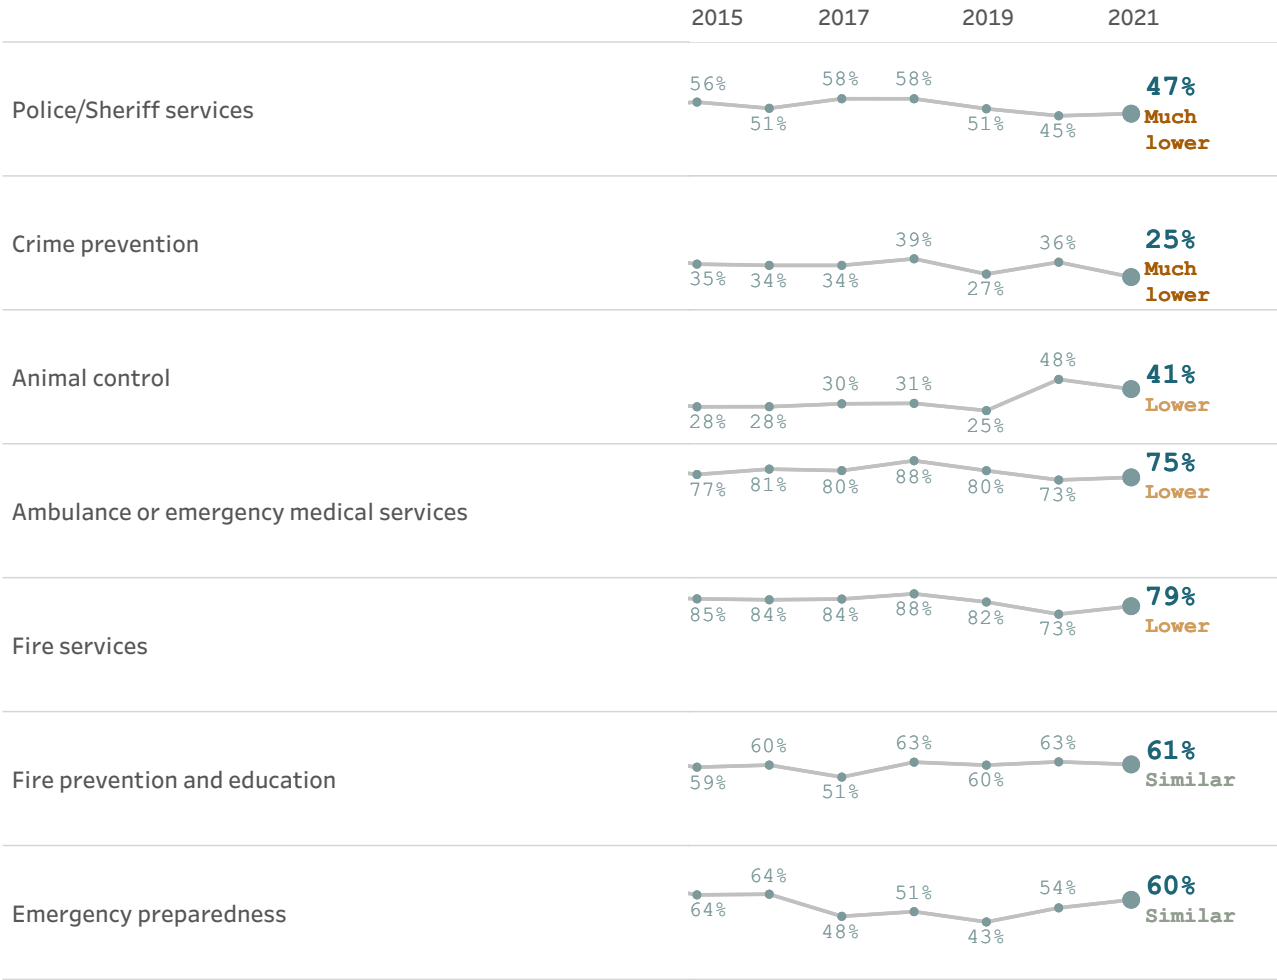 2015 2017 2019 2021
Police/Sheriff services
56% 51% 58% 58% 51% 45% 47%
Much
lower
Crime prevention
35% 34% 34% 39% 27% 36% 25%
Much
lower
Animal control
28% 28% 30% 31% 25% 48% 41%
Lower
Ambulance or emergency medical services
77% 81% 80% 88% 80% 73% 75%
Lower
Fire services
85% 84% 84% 88% 82% 73% 79%
Lower
Fire prevention and education
59% 60% 51% 63% 60% 63% 61%
Similar
Emergency preparedness
64% 64% 48% 51% 43% 54% 60%
Similar